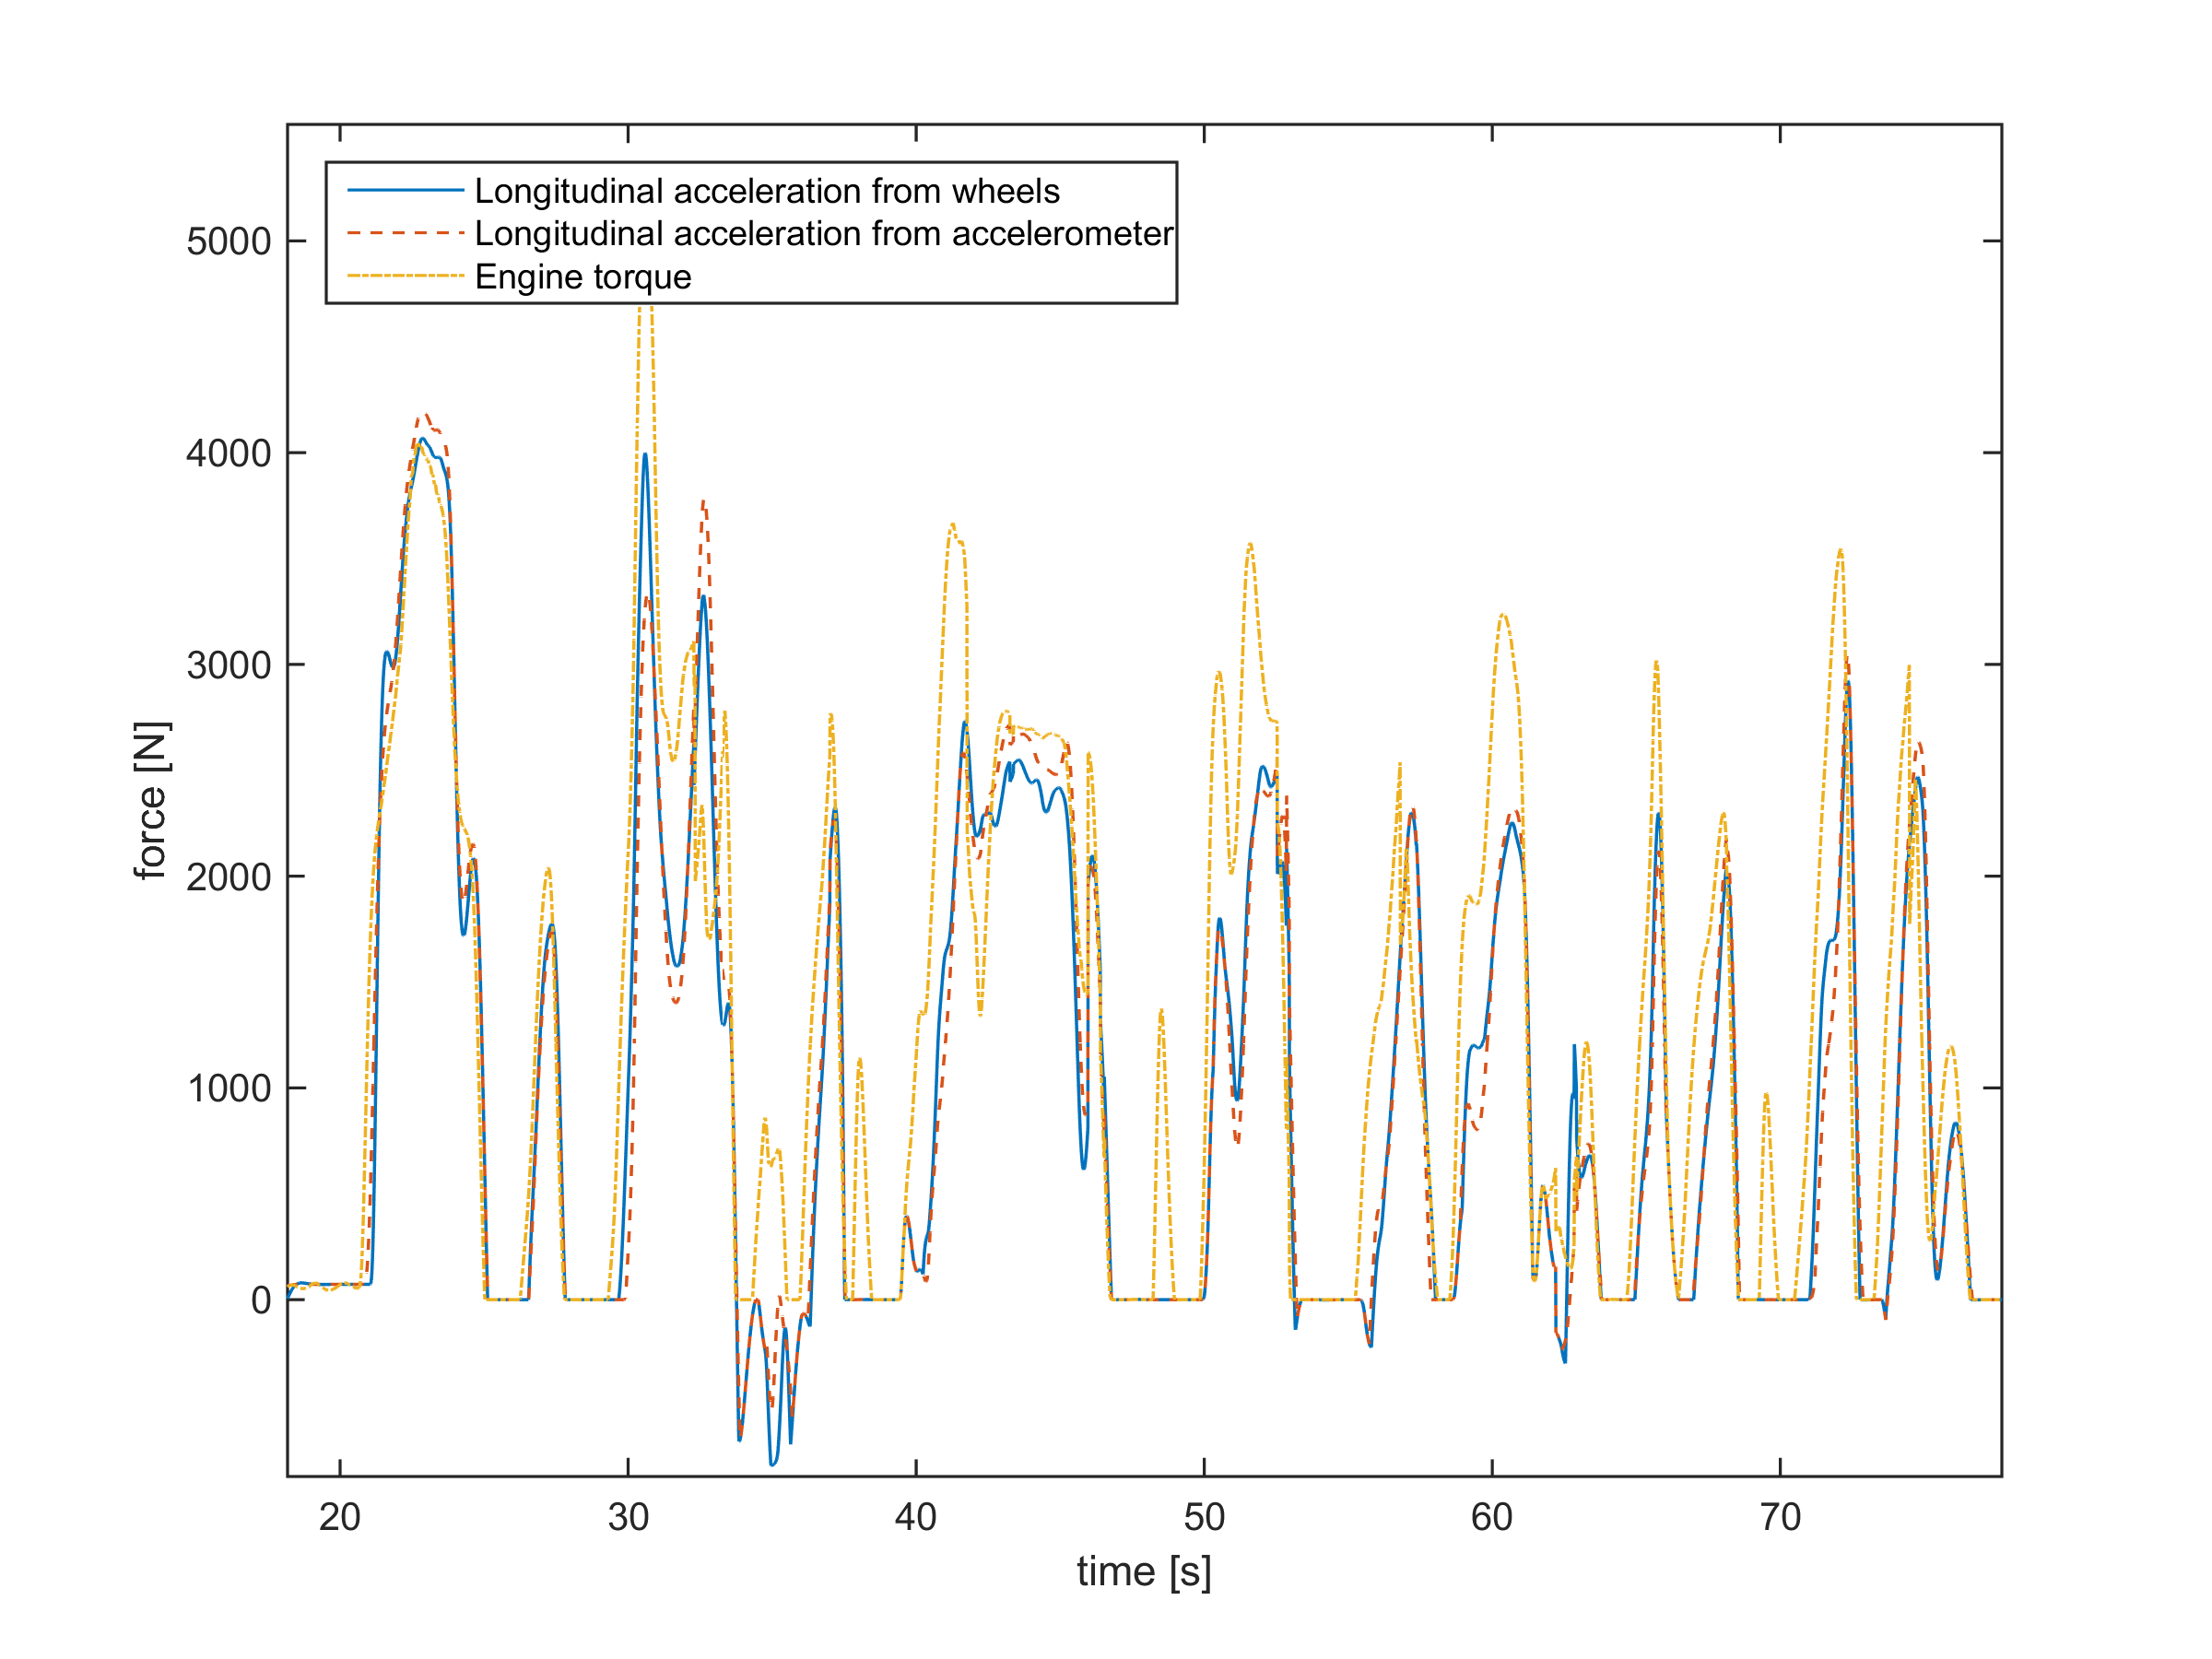 Longitudinal acceleration from wheels
Longitudinal acceleration from accelerometer
Engine torque
5000
4000
3000
2000
1000
0
force [N]
20 30 40 50 60 70
time [s]